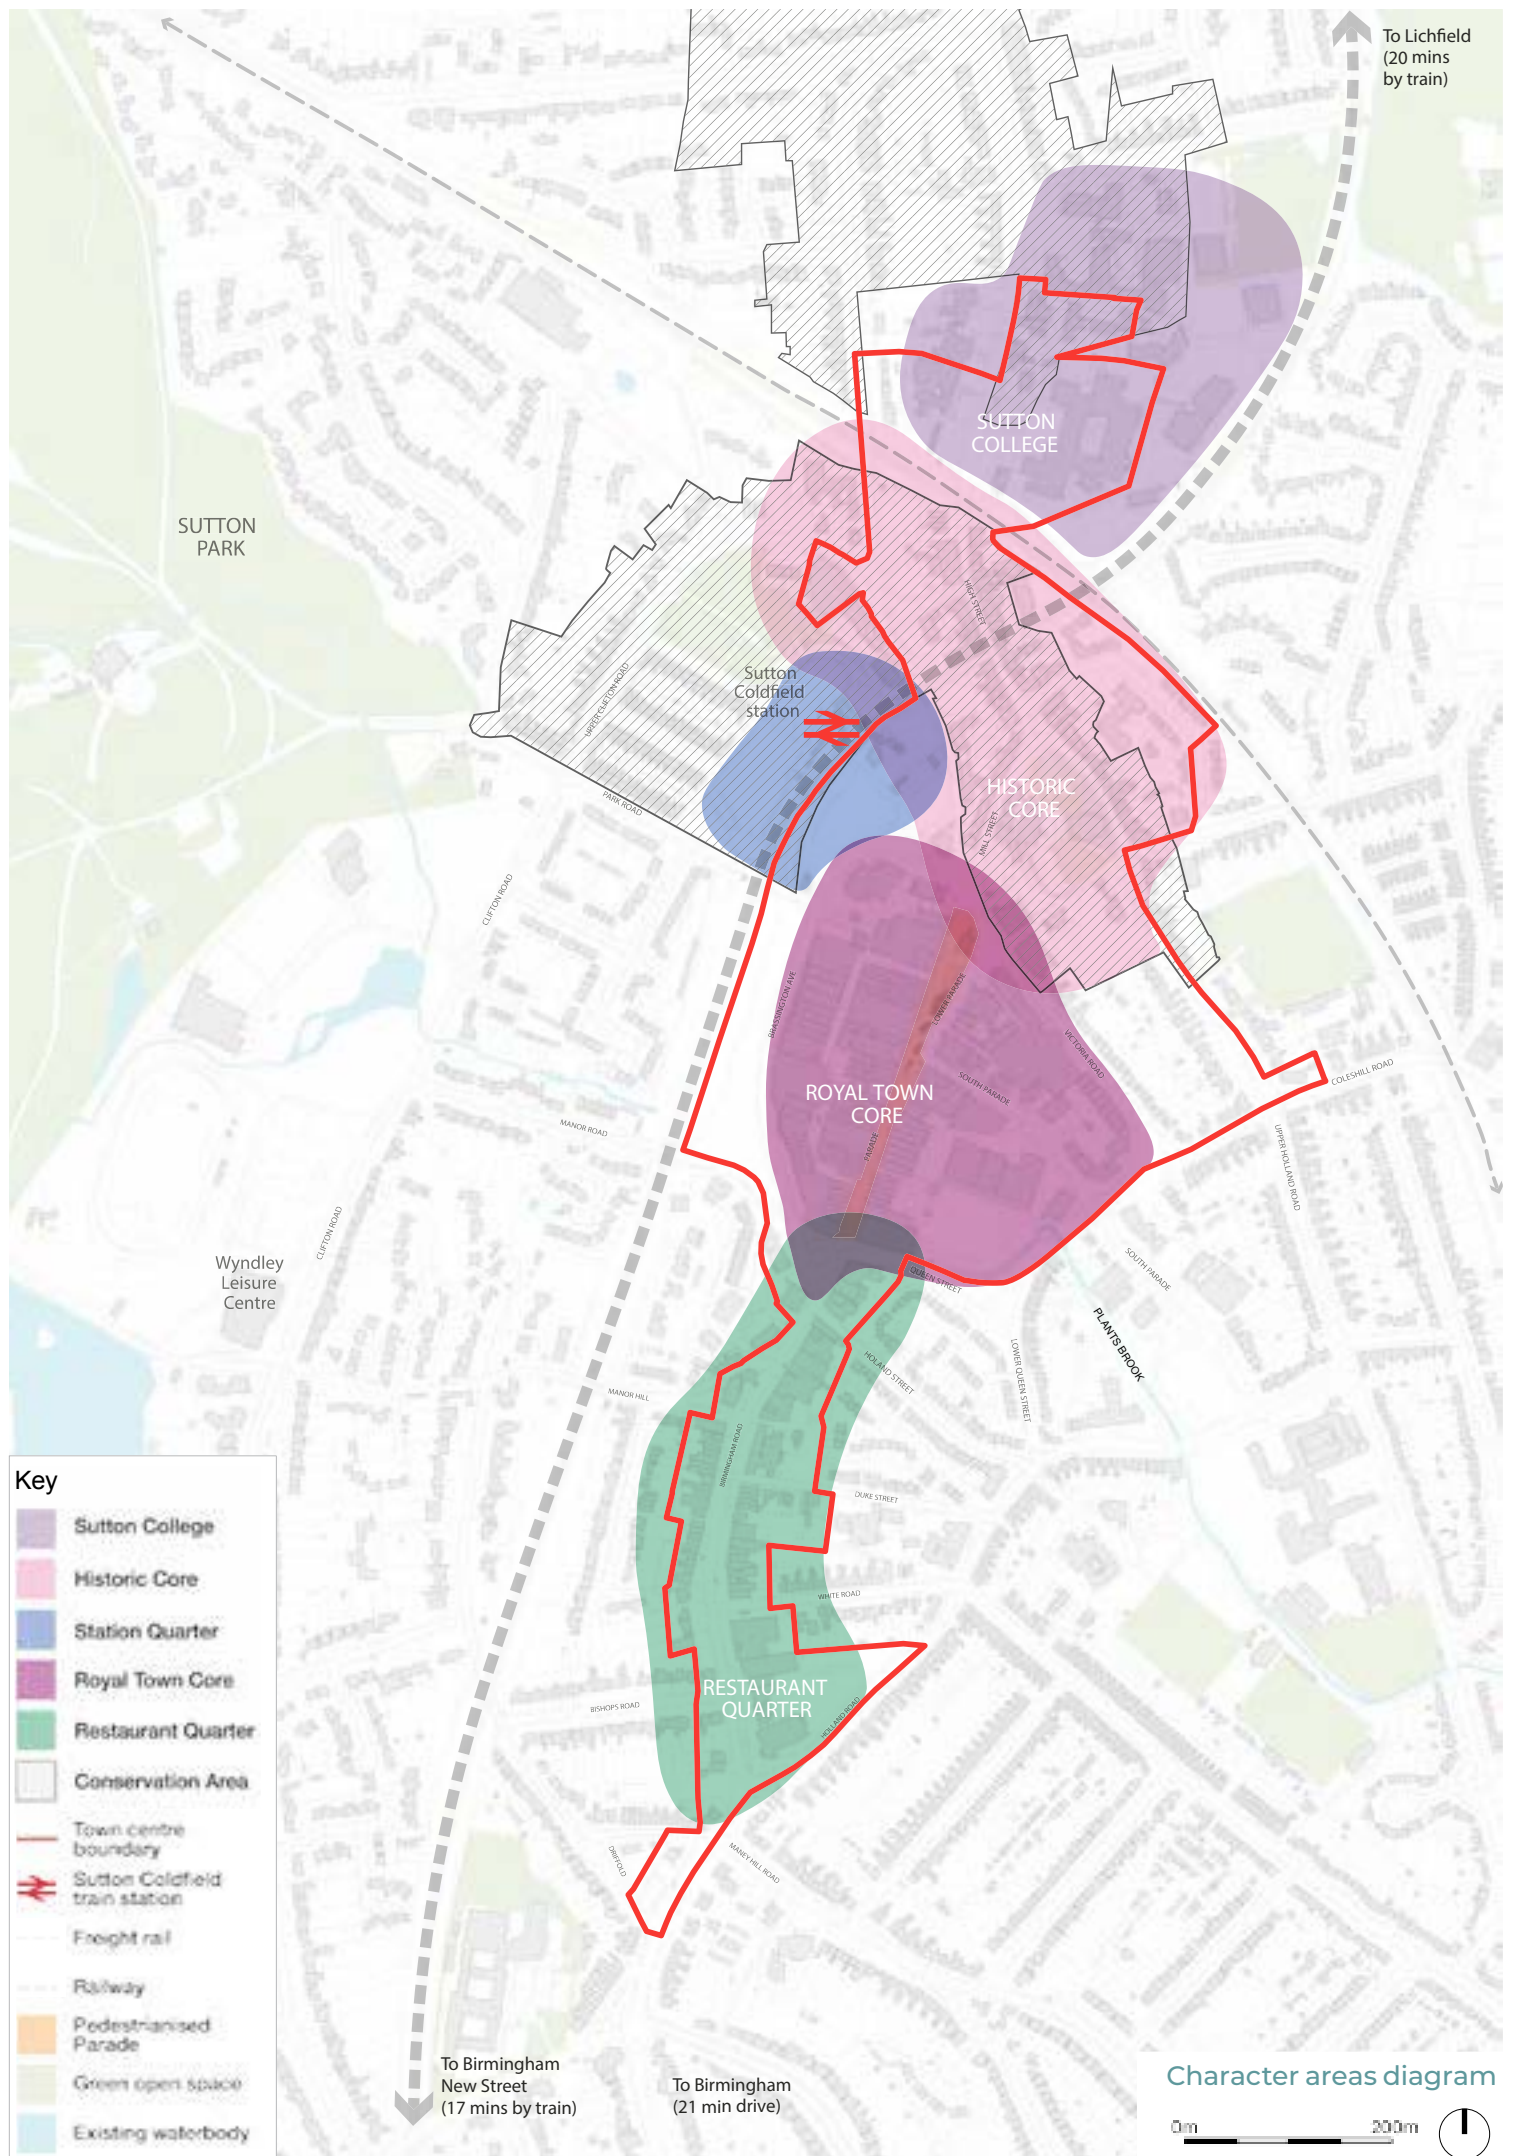 To Lichfield
(20 mins
by train)
SUTTON
COLLEGE
SUTTON
PARK
HIGH STREET
Sutton
Coldfield
station
UPPER CLIFTON ROAD
PARK ROAD
HISTORIC
CORE
MILL STREET
CLIFTON ROAD
BRASSINGTON AVE
LOWER PARADE
VICTORIA ROAD
SOUTH PARADE
COLESHILL ROAD
ROYAL TOWN
CORE
PARADE
MANOR ROAD
UPPER HOLLAND ROAD
CLIFTON ROAD
Wyndley
Leisure
Centre
QUEEN STREET
SOUTH PARADE
PLANTS BROOK
LOWER QUEEN STREET
HOLAND STREET
MANOR HILL
BIRMINGHAM ROAD
DUKE STREET
WHITE ROAD
RESTAURANT
QUARTER
BISHOPS ROAD
HOLLAND ROAD
DRIFFOLD
MANEY HILL ROAD
Key
Sutton College
Historic Core
Station Quarter
Royal Town Core
Restaurant Quarter
Conservation Area
Town centre
boundary
Sutton Coldfield
train station
Freight rail
Railway
Pedestrianised
Parade
Green open space
Existing waterbody
To Birmingham
New Street
(17 mins by train)
To Birmingham
(21 min drive)
Character areas diagram
0m 200m